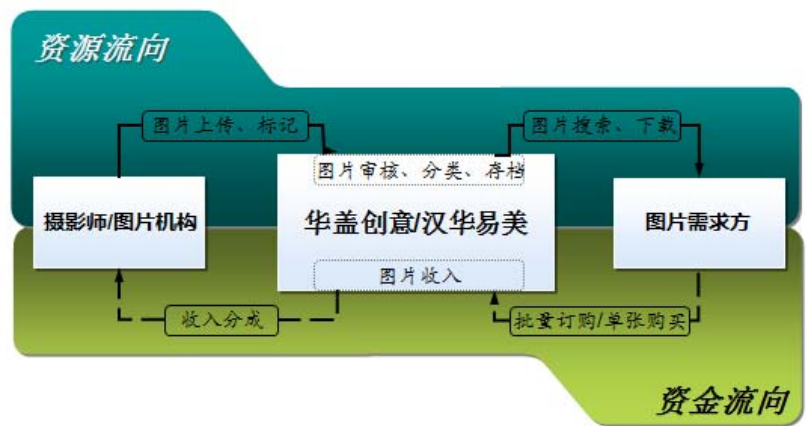 资源流向
图片上传、标记
图片搜索、下载
图片审核、分类、存档
摄影师/图片机构
华盖创意/汉华易美
图片需求方
图片收入
收入分成
批量订购/单张购买
资金流向